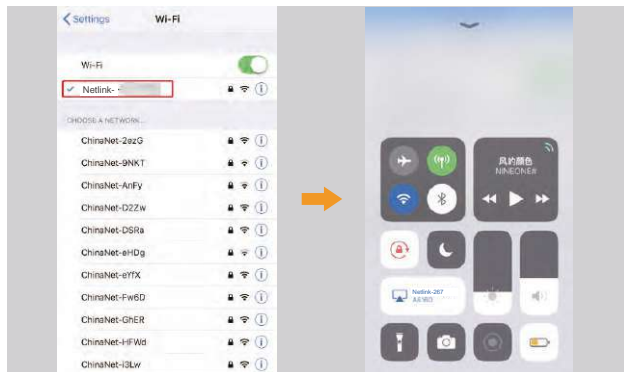 Settings
Wi-Fi
Wi-Fi
Netlink-
CHOOSE A NETWORK...
ChinaNet-2ezG
ChinaNet-9NKT
ChinaNet-AnFy
ChinaNet-D2Zw
ChinaNet-DSRa
ChinaNet-eHDg
ChinaNet-eYfX
ChinaNet-Fw6D
ChinaNet-GhER
ChinaNet-HFWd
ChinaNet-i3Lw
风的颜色
NINEONE#
Netlink-267